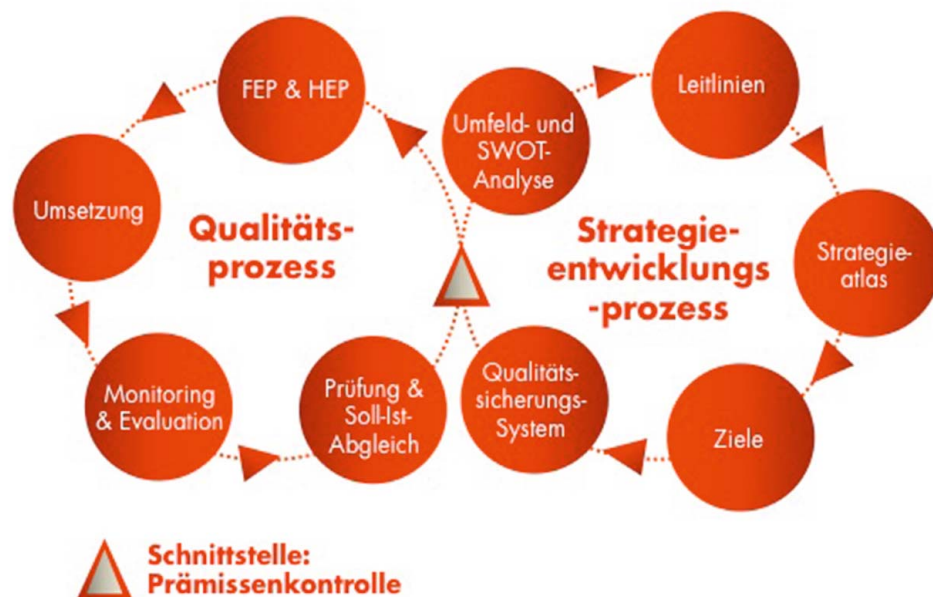 FEP & HEP
Umsetzung
Monitoring
& Evaluation
Prüfung &
Soll-Ist-
Abgleich
Qualitäts-
prozess
Umfeld- und
SWOT-
Analyse
Leitlinien
Strategie-
atlas
Ziele
Qualitäts-
sicherungs-
System
Strategie-
entwicklungs
-prozess
Schnittstelle:
Prämissenkontrolle